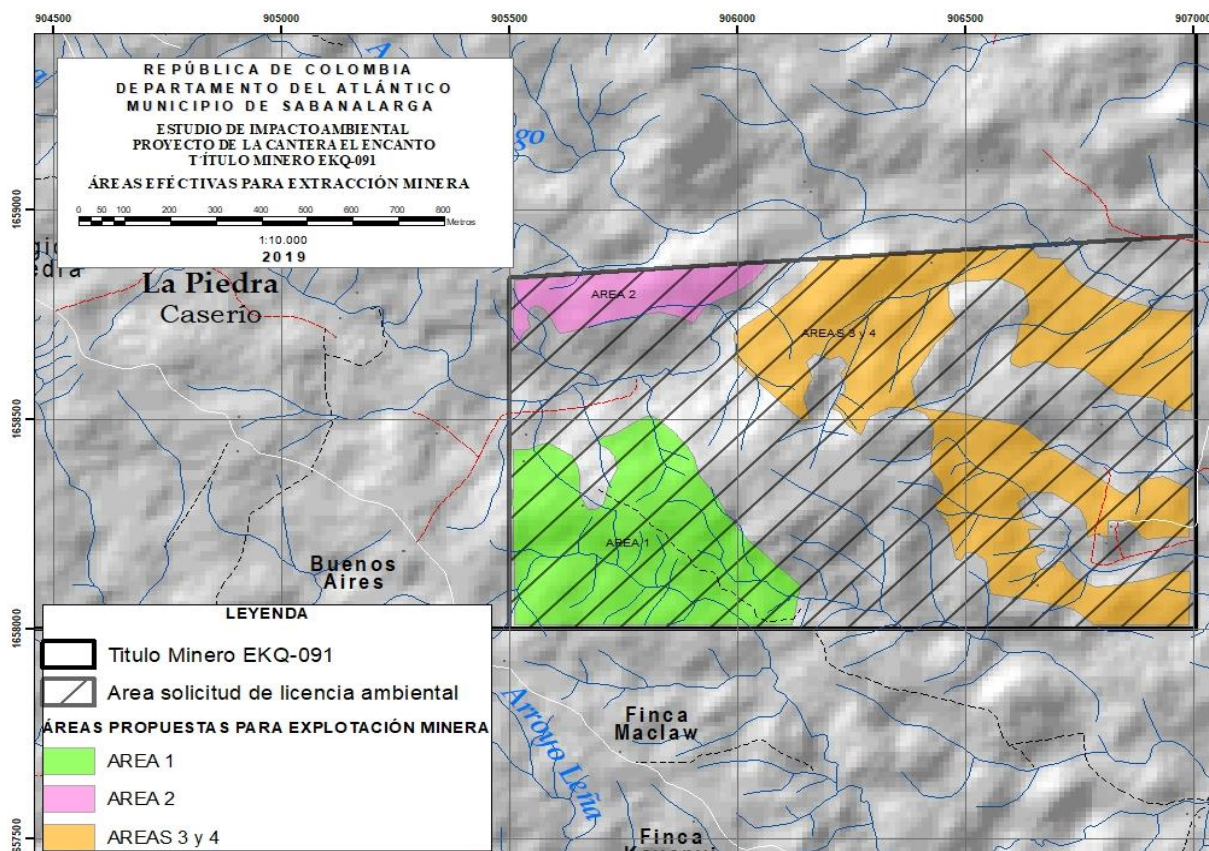 904500
905000
905500
906000
906500
907000
REPÚBLICA DE COLOMBIA
DEPARTAMENTO DEL ATLÁNTICO
MUNICIPIO DE SABANALARGA
ESTUDIO DE IMPACTO AMBIENTAL
PROYECTO DE LA CANTERA EL ENCANTO
TÍTULO MINERO EKQ-091
ÁREAS EFÉCTIVAS PARA EXTRACCIÓN MINERA
0 50 100 200 300 400 500 600 700 800
Metros
1:10.000
2019
1659000
1658500
1658000
1657500
La Piedra
Caserio
AREA 2
AREAS 3 y 4
AREA 1
Buenos
Aires
LEYENDA
Titulo Minero EKQ-091
Area solicitud de licencia ambiental
ÁREAS PROPUESTAS PARA EXPLOTACIÓN MINERA
AREA 1
AREA 2
AREAS 3 y 4
Arroyo Leña
Finca
Maclaw
Finca